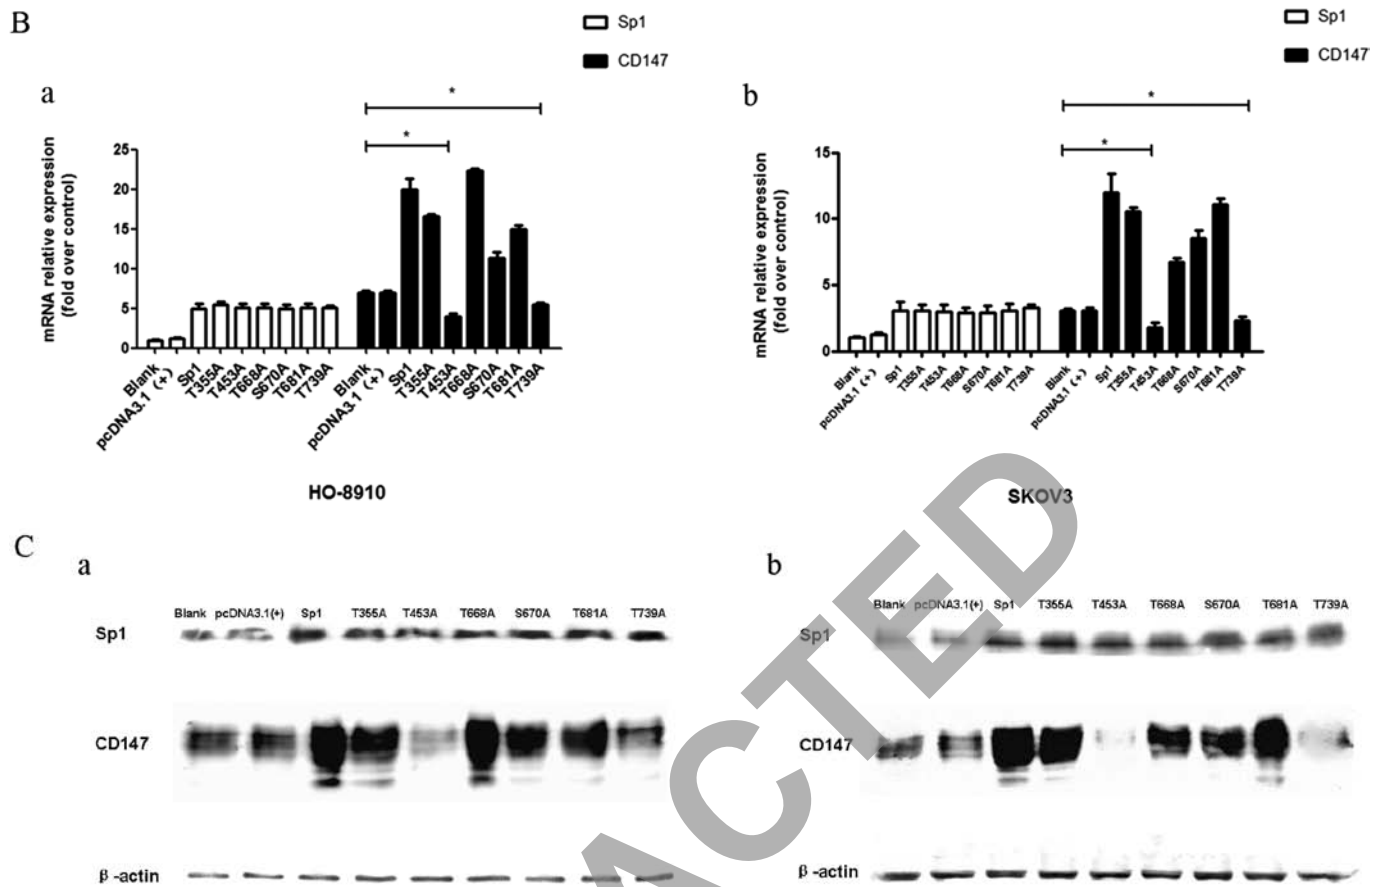 B
Sp1
CD147
a
*
*
mRNA relative expression
(fold over control)
25
20
15
10
5
0
Blank
pcDNA3.1 (+)
Sp1
T355A
T453A
T668A
S670A
T681A
T739A
Blank
pcDNA3.1 (+)
Sp1
T355A
T453A
T668A
S670A
T681A
T739A
HO-8910
Sp1
CD147
b
*
*
mRNA relative expression
(fold over control)
15
10
5
0
Blank
pcDNA3.1 (+)
Sp1
T355A
T453A
T668A
S670A
T681A
T739A
Blank
pcDNA3.1 (+)
Sp1
T355A
T453A
T668A
S670A
T681A
T739A
SKOV3
C
a
Blank pcDNA3.1(+) Sp1 T355A T453A T668A S670A T681A T739A
Sp1
CD147
β-actin
b
Blank pcDNA3.1(+) Sp1 T355A T453A T668A S670A T681A T739A
Sp1
CD147
β-actin
ACTED